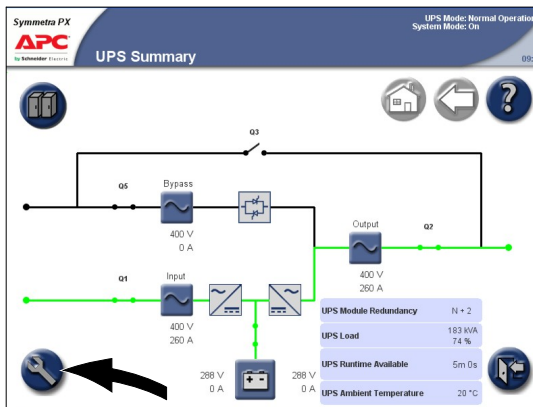 Symmetra PX
APC
by Schneider Electric
UPS Summary
UPS Mode: Normal Operation
System Mode: On
09:
?
Q3
Q5
Bypass
400 V
0 A
Output
Q2
400 V
260 A
Q1
Input
400 V
260 A
288 V
0 A
288 V
0 A
UPS Module Redundancy N + 2
UPS Load 183 kVA
74 %
UPS Runtime Available 5m 0s
UPS Ambient Temperature 20 °C